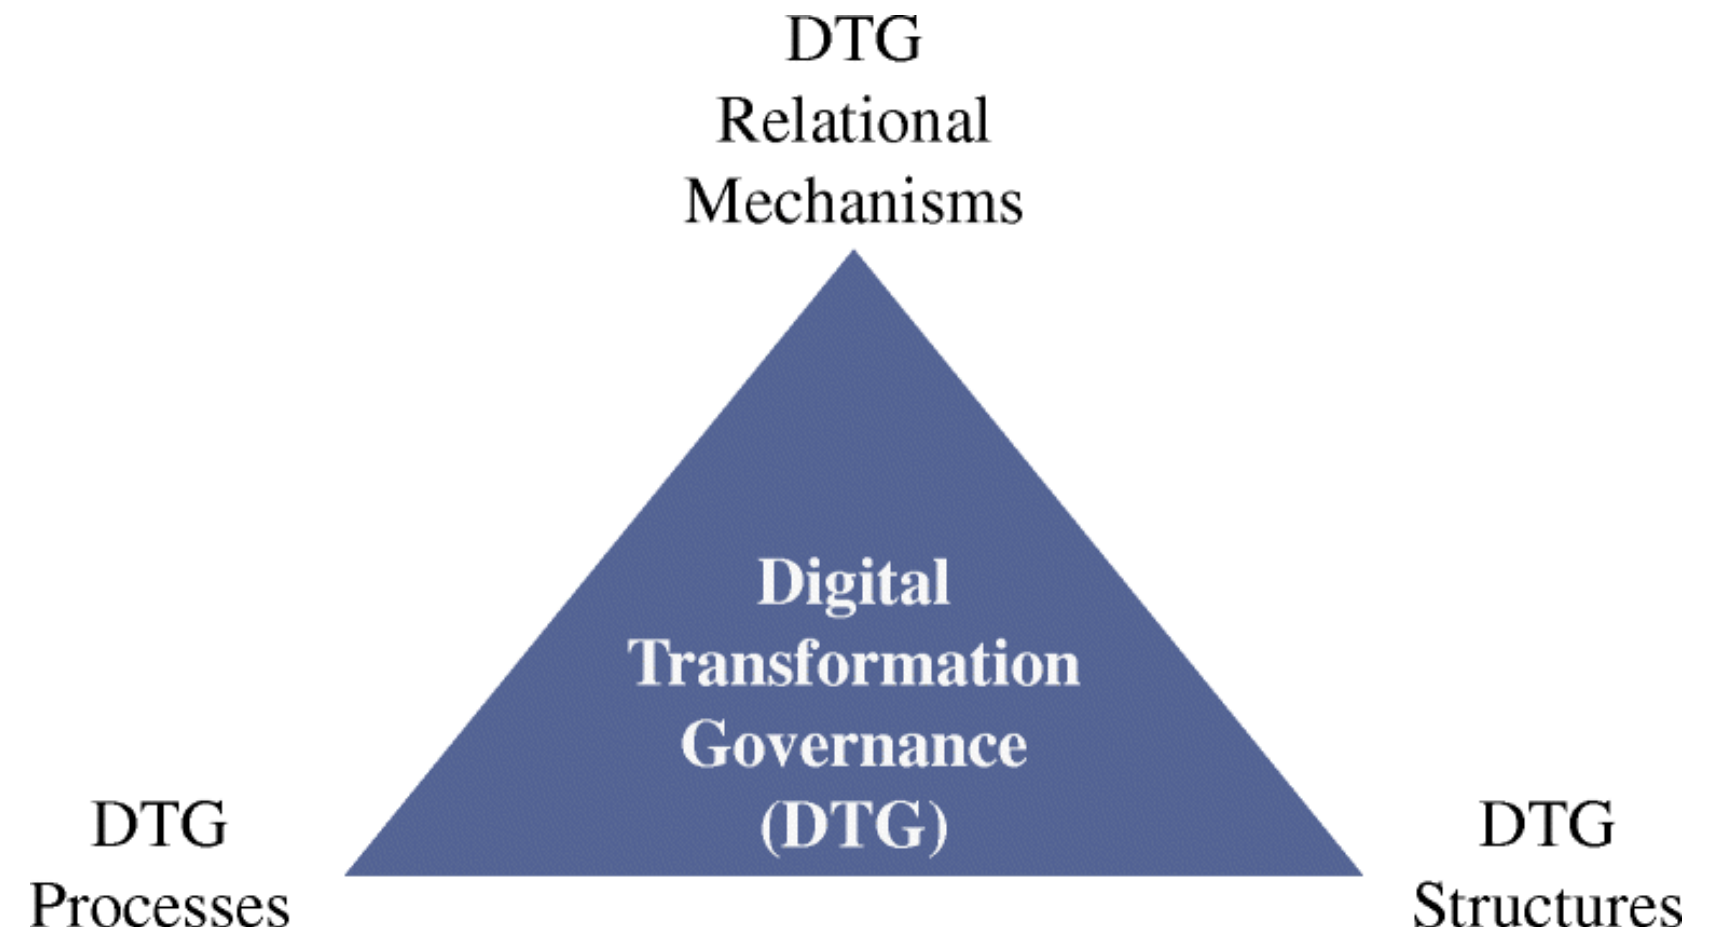 DTG
Relational
Mechanisms
Digital
Transformation
Governance
(DTG)
DTG
Processes
DTG
Structures